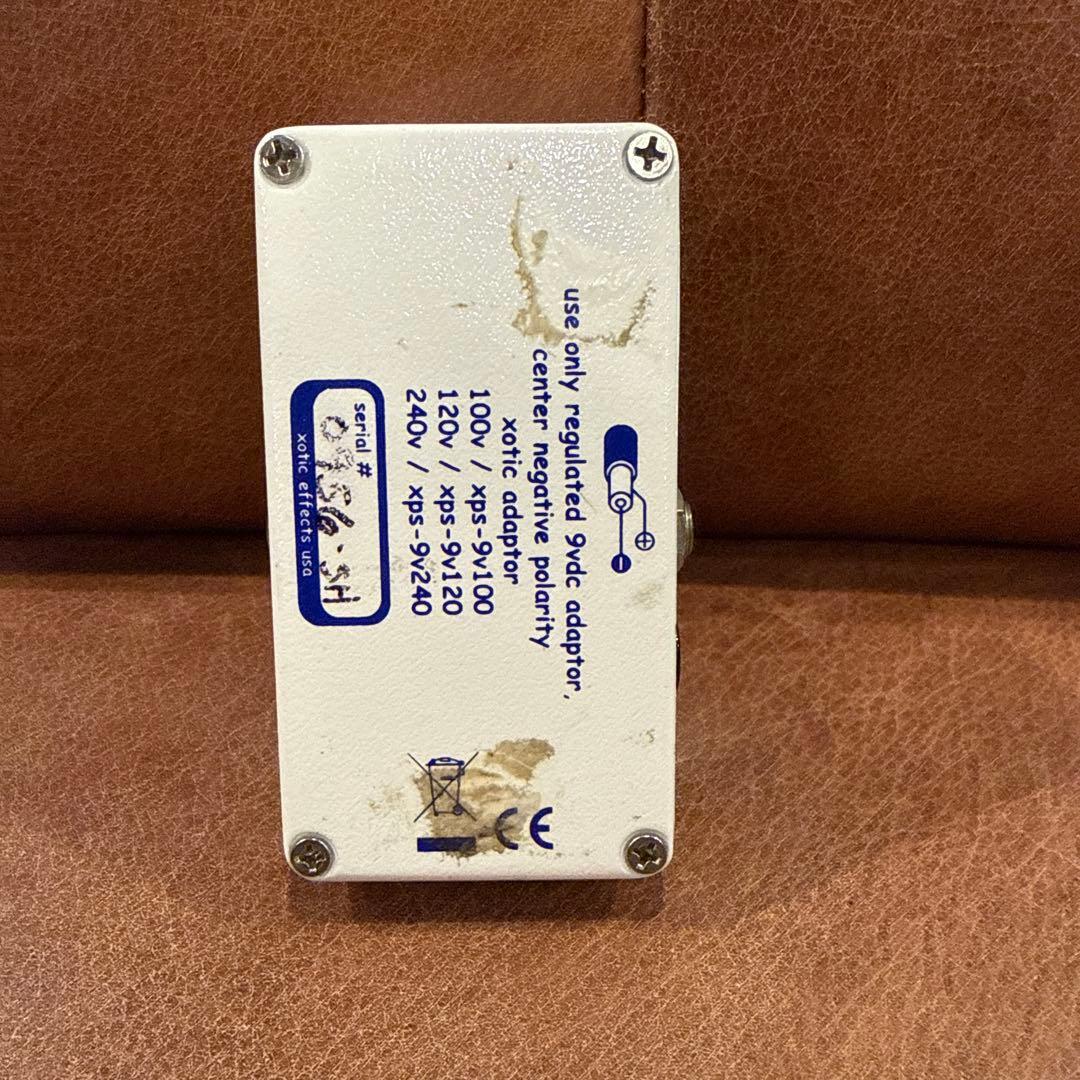 use only regulated 9vdc adaptor,
center negative polarity
xotic adaptor
100v / xps-9v100
120v / xps-9v120
240v / xps-9v240
serial #
xotic effects usa
CE